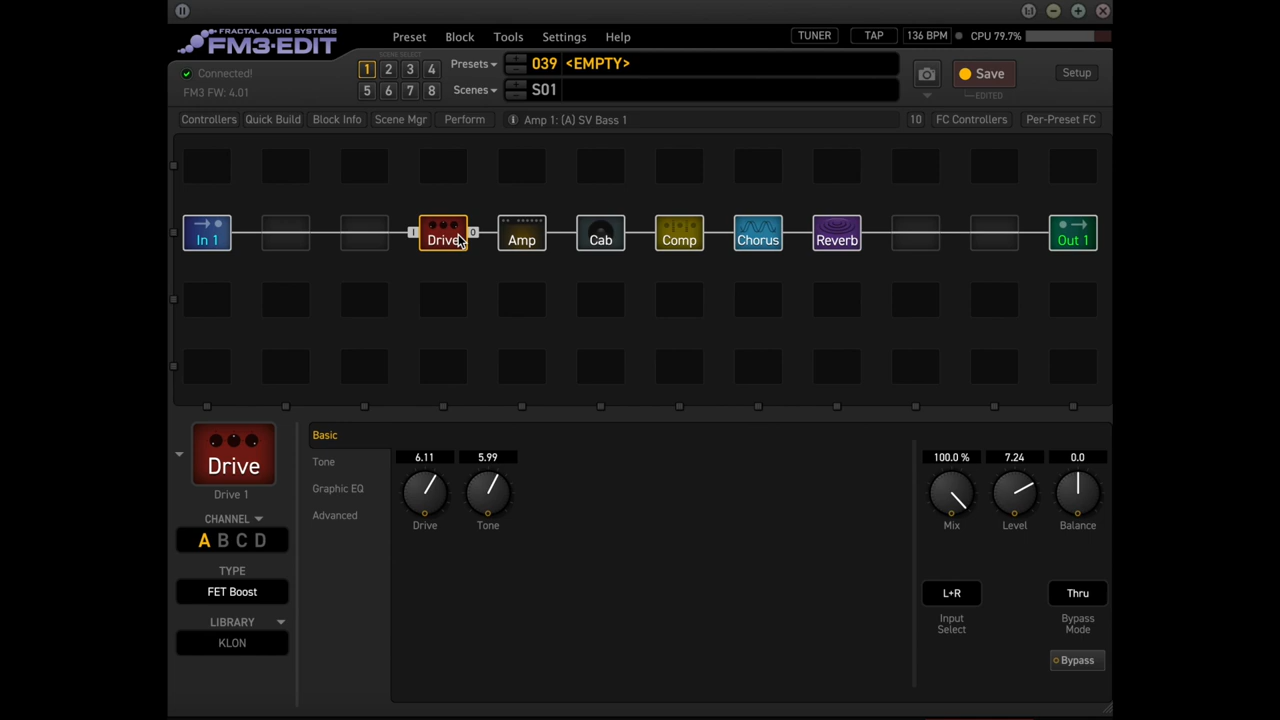 FRACTAL AUDIO SYSTEMS
FM3-EDIT
Preset Block Tools Settings Help
TUNER TAP 136 BPM CPU 79.7%
SCENE SELECT
1 2 3 4
5 6 7 8
Connected!
FM3 FW: 4.01
Presets 039 <EMPTY>
Scenes S01
Save
EDITED
Setup
Controllers Quick Build Block Info Scene Mgr Perform Amp 1: (A) SV Bass 1 10 FC Controllers Per-Preset FC
In 1 I Drive O Amp Cab Comp Chorus Reverb Out 1
Drive
Drive 1
CHANNEL
A B C D
TYPE
FET Boost
LIBRARY
KLON
Basic
Tone
Graphic EQ
Advanced
6.11 5.99
Drive Tone
100.0 % 7.24 0.0
Mix Level Balance
L+R Thru
Input Select
Bypass Mode
Bypass